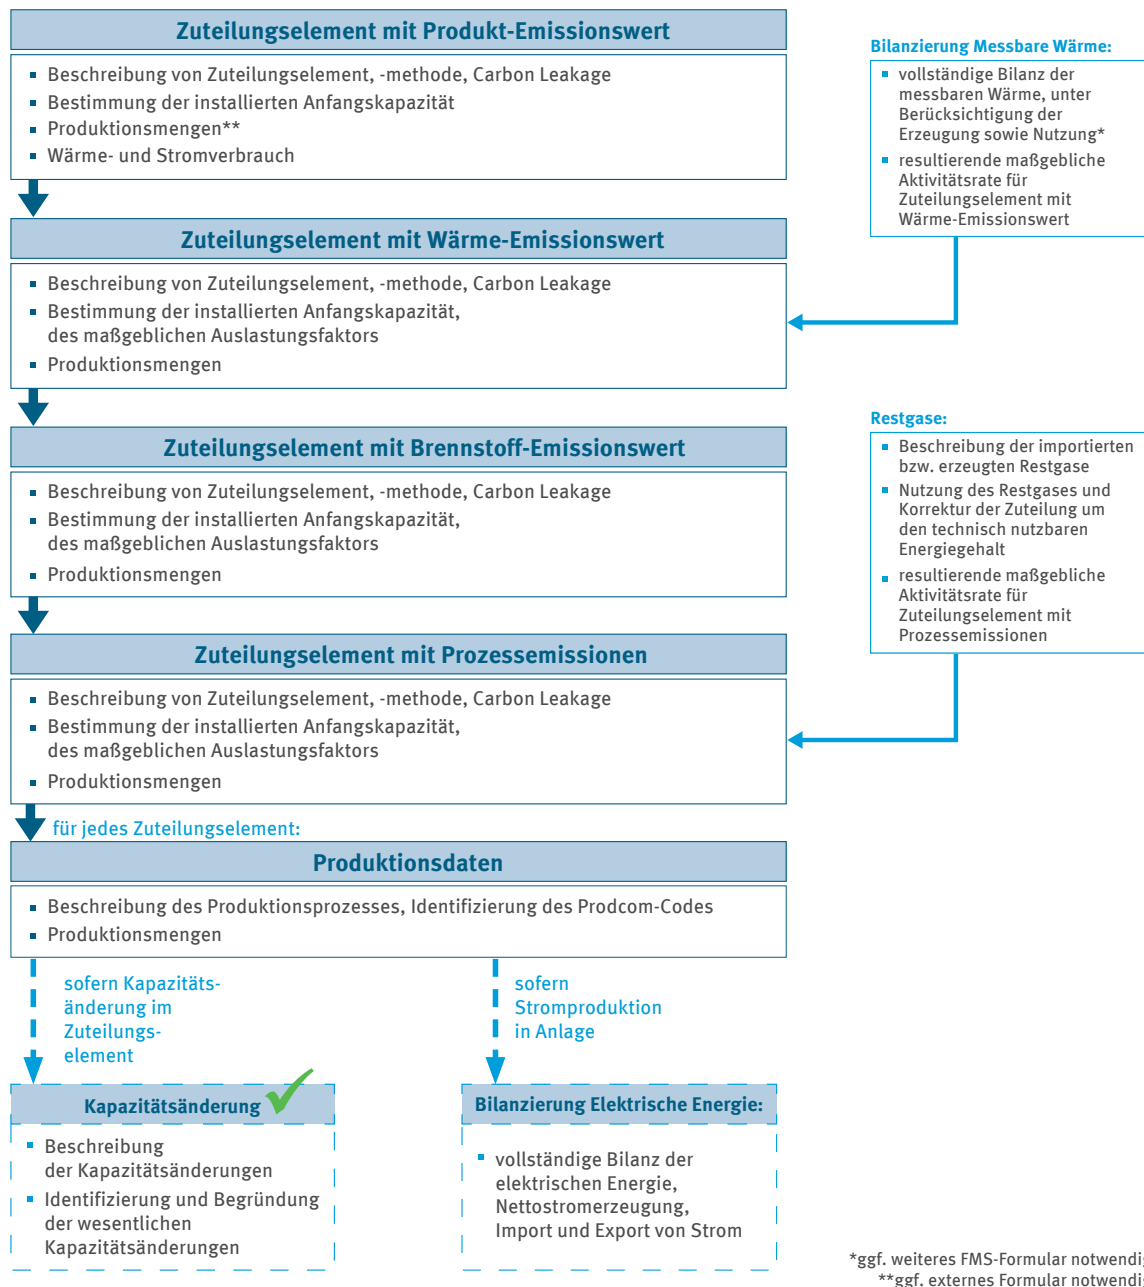 Zuteilungselement mit Produkt-Emissionswert
Beschreibung von Zuteilungselement, -methode, Carbon Leakage
Bestimmung der installierten Anfangskapazität
Produktionsmengen**
Wärme- und Stromverbrauch
Bilanzierung Messbare Wärme:
vollständige Bilanz der
messbaren Wärme, unter
Berücksichtigung der
Erzeugung sowie Nutzung*
resultierende maßgebliche
Aktivitätsrate für
Zuteilungselement mit
Wärme-Emissionswert
Zuteilungselement mit Wärme-Emissionswert
Beschreibung von Zuteilungselement, -methode, Carbon Leakage
Bestimmung der installierten Anfangskapazität,
des maßgeblichen Auslastungsfaktors
Produktionsmengen
Zuteilungselement mit Brennstoff-Emissionswert
Beschreibung von Zuteilungselement, -methode, Carbon Leakage
Bestimmung der installierten Anfangskapazität,
des maßgeblichen Auslastungsfaktors
Produktionsmengen
Restgase:
Beschreibung der importierten
bzw. erzeugten Restgase
Nutzung des Restgases und
Korrektur der Zuteilung um
den technisch nutzbaren
Energiegehalt
resultierende maßgebliche
Aktivitätsrate für
Zuteilungselement mit
Prozessemissionen
Zuteilungselement mit Prozessemissionen
Beschreibung von Zuteilungselement, -methode, Carbon Leakage
Bestimmung der installierten Anfangskapazität,
des maßgeblichen Auslastungsfaktors
Produktionsmengen
für jedes Zuteilungselement:
Produktionsdaten
Beschreibung des Produktionsprozesses, Identifizierung des Prodcom-Codes
Produktionsmengen
sofern Kapazitäts-
änderung im
Zuteilungs-
element
sofern
Stromproduktion
in Anlage
Kapazitätsänderung
Beschreibung
der Kapazitätsänderungen
Identifizierung und Begründung
der wesentlichen
Kapazitätsänderungen
Bilanzierung Elektrische Energie:
vollständige Bilanz der
elektrischen Energie,
Nettostromerzeugung,
Import und Export von Strom
*ggf. weiteres FMS-Formular
**ggf. externes Formular